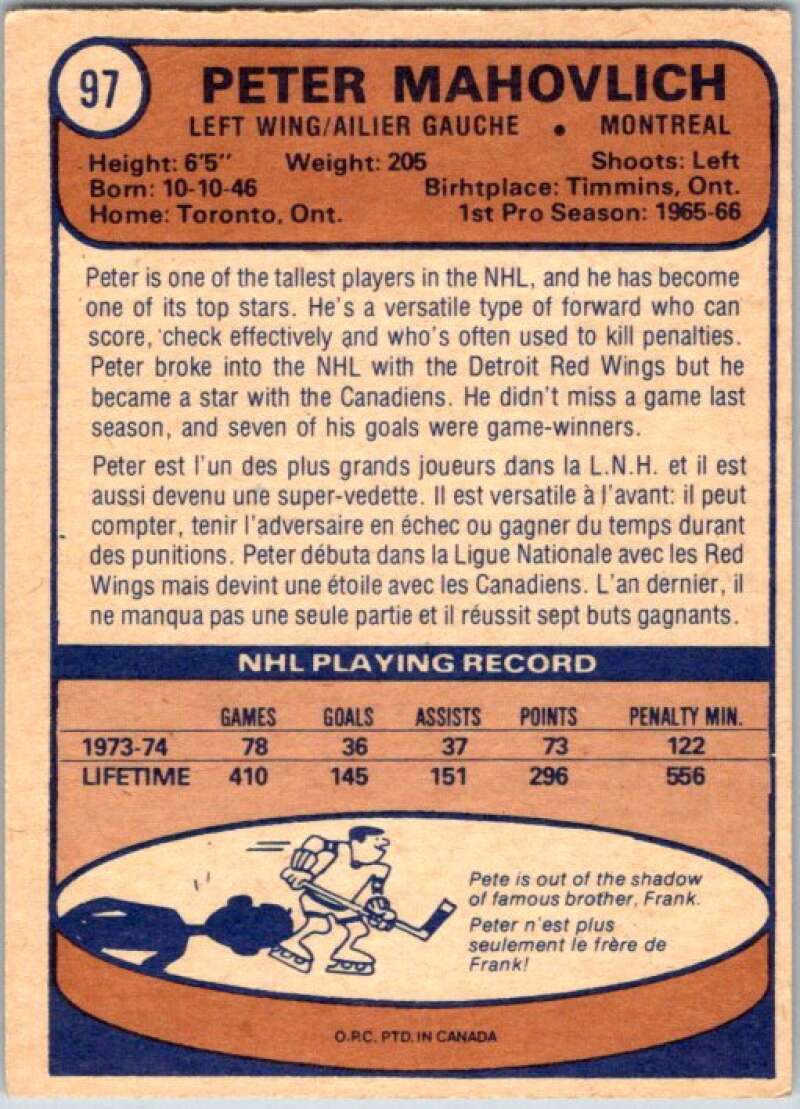 97
PETER MAHOVLICH
LEFT WING/AILIER GAUCHE • MONTREAL
Height: 6'5" Weight: 205 Shoots: Left
Born: 10-10-46 Birhtplace: Timmins, Ont.
Home: Toronto, Ont. 1st Pro Season: 1965-66
Peter is one of the tallest players in the NHL, and he has become
one of its top stars. He's a versatile type of forward who can
score, check effectively and who's often used to kill penalties.
Peter broke into the NHL with the Detroit Red Wings but he
became a star with the Canadiens. He didn't miss a game last
season, and seven of his goals were game-winners.
Peter est l'un des plus grands joueurs dans la L.N.H. et il est
aussi devenu une super-vedette. Il est versatile à l'avant: il peut
compter, tenir l'adversaire en échec ou gagner du temps durant
des punitions. Peter débuta dans la Ligue Nationale avec les Red
Wings mais devint une étoile avec les Canadiens. L'an dernier, il
ne manqua pas une seule partie et il réussit sept buts gagnants.
NHL PLAYING RECORD
GAMES GOALS ASSISTS POINTS PENALTY MIN.
1973-74 78 36 37 73 122
LIFETIME 410 145 151 296 556
Pete is out of the shadow
of famous brother, Frank.
Peter n'est plus
seulement le frère de
Frank!
O.P.C. PTD. IN CANADA